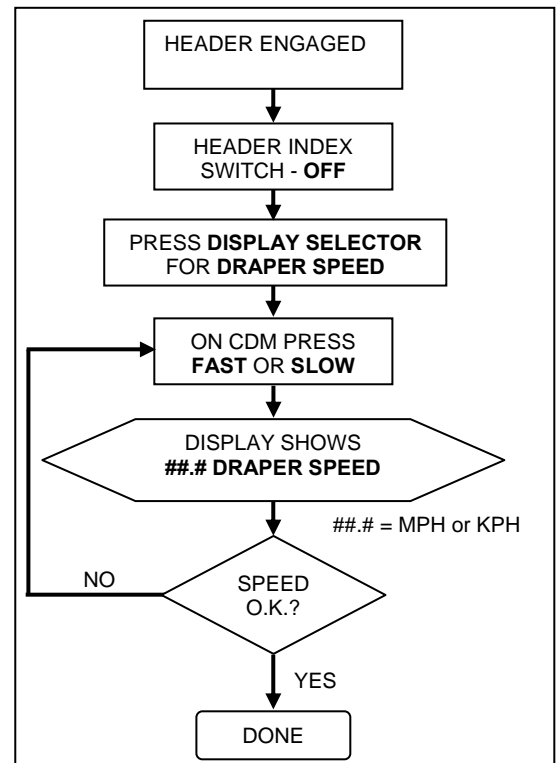 HEADER ENGAGED
HEADER INDEX
SWITCH - OFF
PRESS DISPLAY SELECTOR
FOR DRAPER SPEED
ON CDM PRESS
FAST OR SLOW
DISPLAY SHOWS
##.# DRAPER SPEED
##.# = MPH or KPH
NO
SPEED
O.K.?
YES
DONE